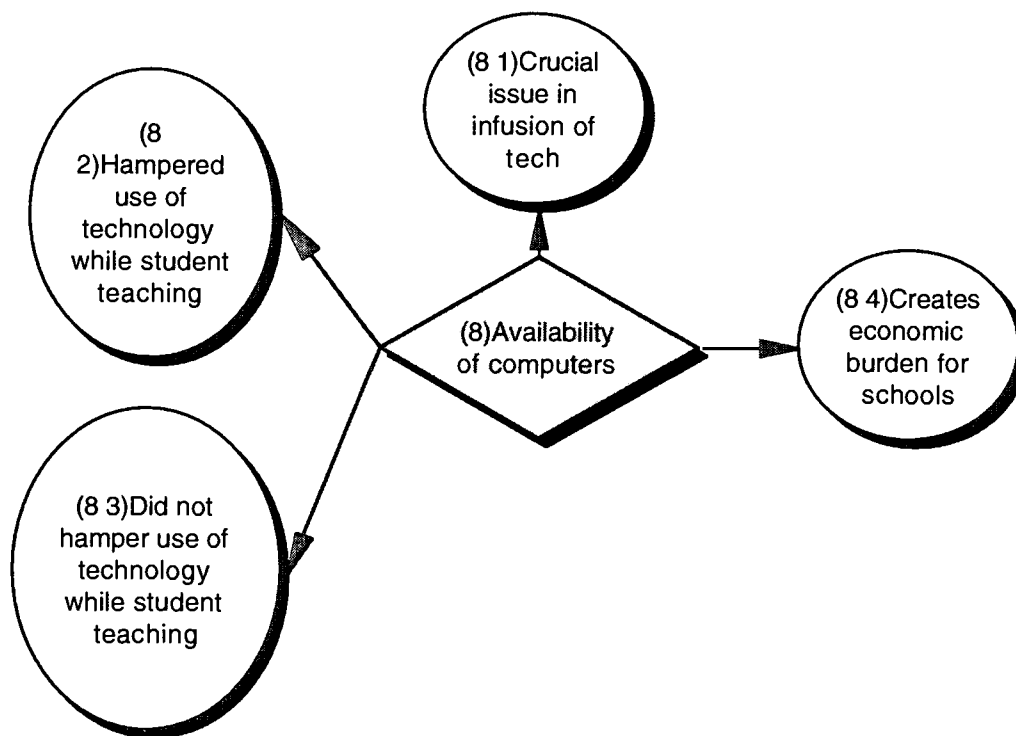 (8 1)Crucial
issue in
infusion of
tech
(8
2)Hampered
use of
technology
while student
teaching
(8)Availability
of computers
(8 4)Creates
economic
burden for
schools
(8 3)Did not
hamper use of
technology
while student
teaching